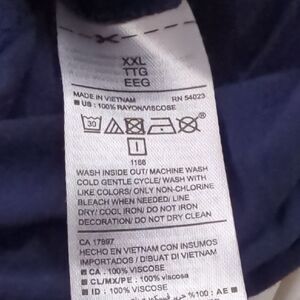 XXL
TTG
EEG
MADE IN VIETNAM RN 54023
■ US : 100% RAYON/VISCOSE
30
1166
WASH INSIDE OUT/ MACHINE WASH
COLD GENTLE CYCLE/ WASH WITH
LIKE COLORS/ ONLY NON-CHLORINE
BLEACH WHEN NEEDED/ LINE
DRY/ COOL IRON/ DO NOT IRON
DECORATION/ DO NOT DRY CLEAN
CA 17897
HECHO EN VIETNAM CON INSUMOS
IMPORTADOS / DIBUAT DI VIETNAM
■ CA : 100% VISCOSE
■ CL/MX/PE : 100% viscosa
■ ID : 100% Viscose
100% : AE ■